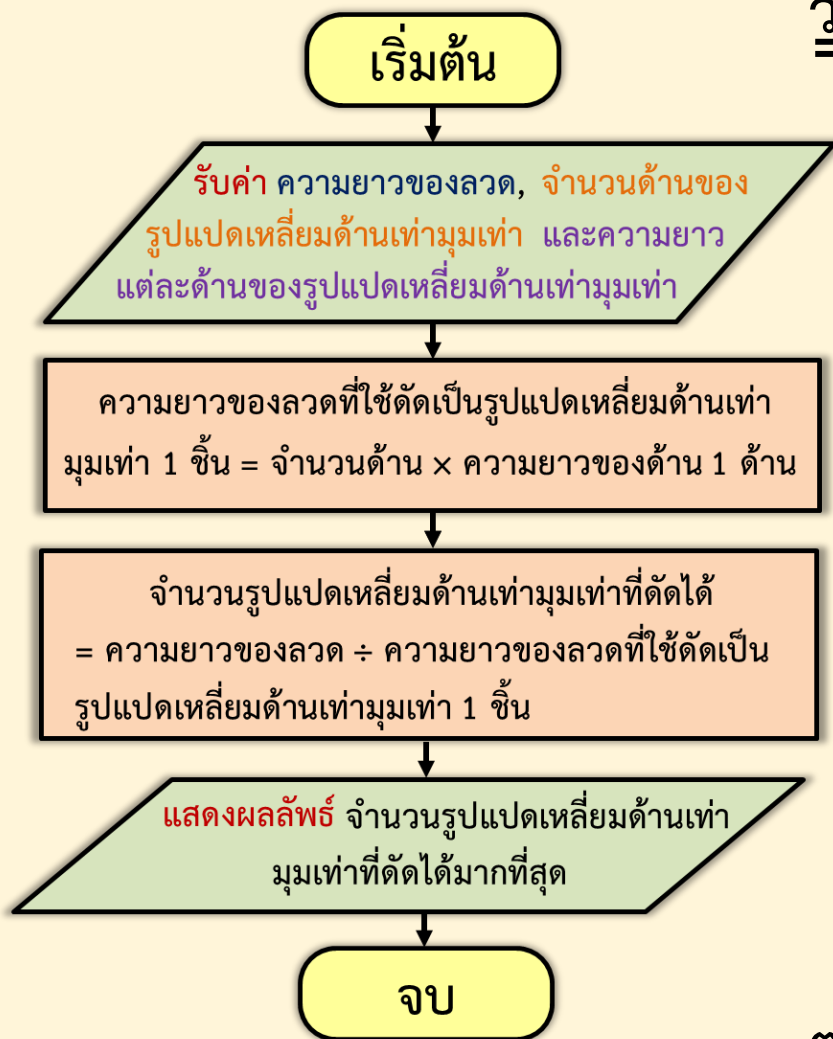 เริ่มต้น
รับค่า ความยาวของลวด, จำนวนด้านของ
รูปแปดเหลี่ยมด้านเท่ามุมเท่า และความยาว
แต่ละด้านของรูปแปดเหลี่ยมด้านเท่ามุมเท่า
ความยาวของลวดที่ใช้ดัดเป็นรูปแปดเหลี่ยมด้านเท่า
มุมเท่า 1 ชิ้น = จำนวนด้าน × ความยาวของด้าน 1 ด้าน
จำนวนรูปแปดเหลี่ยมด้านเท่ามุมเท่าที่ดัดได้
= ความยาวของลวด ÷ ความยาวของลวดที่ใช้ดัดเป็น
รูปแปดเหลี่ยมด้านเท่ามุมเท่า 1 ชิ้น
แสดงผลลัพธ์ จำนวนรูปแปดเหลี่ยมด้านเท่า
มุมเท่าที่ดัดได้มากที่สุด
จบ